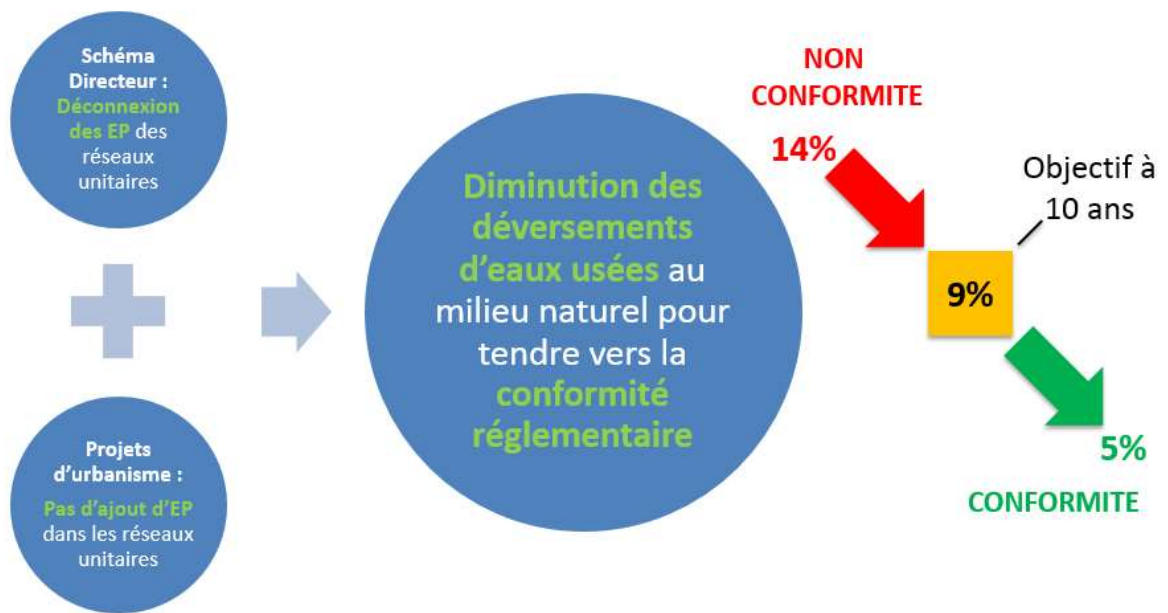 Schéma
Directeur :
Déconnexion
des EP des
réseaux
unitaires
Projets
d'urbanisme :
Pas d'ajout d'EP
dans les réseaux
unitaires
Diminution des
déversements
d'eaux usées au
milieu naturel pour
tendre vers la
conformité
réglementaire
NON
CONFORMITE
14%
Objectif à
10 ans
9%
5%
CONFORMITE